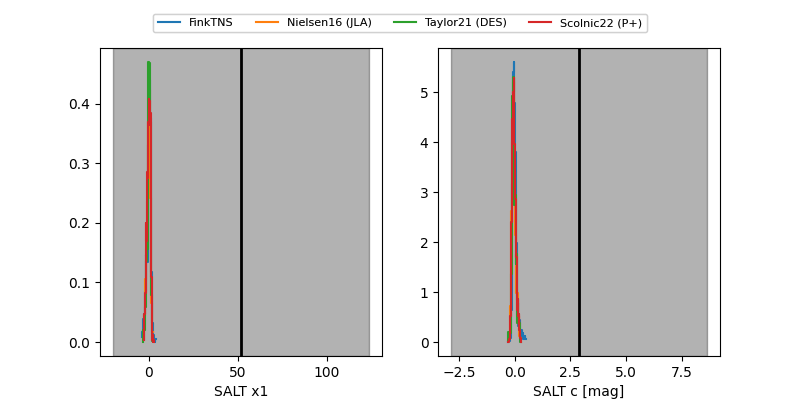 FinkTNS Nielsen16 (JLA) Taylor21 (DES) Scolnic22 (P+)
0.4
0.3
0.2
0.1
0.0
0 50 100
SALT x1
5
4
3
2
1
0
−2.5 0.0 2.5 5.0 7.5
SALT c [mag]